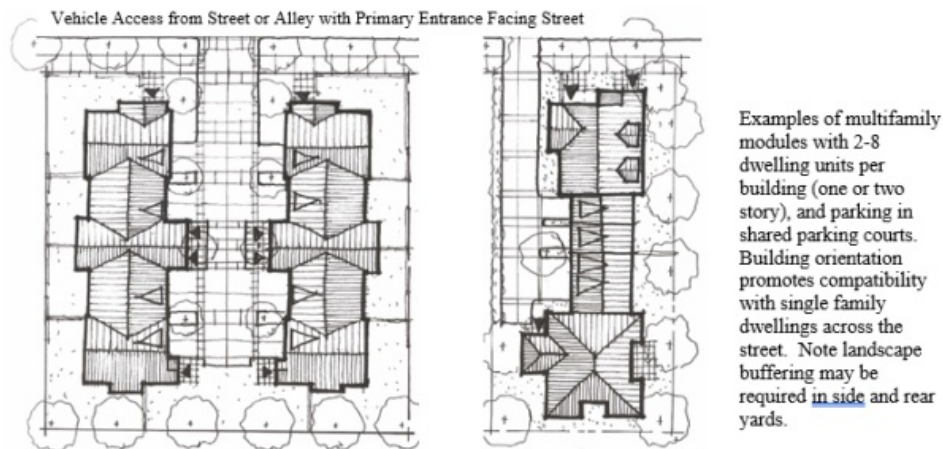 Vehicle Access from Street or Alley with Primary Entrance Facing Street
Examples of multifamily
modules with 2-8
dwelling units per
building (one or two
story), and parking in
shared parking courts.
Building orientation
promotes compatibility
with single family
dwellings across the
street.  Note landscape
buffering may be
required in side and rear
yards.